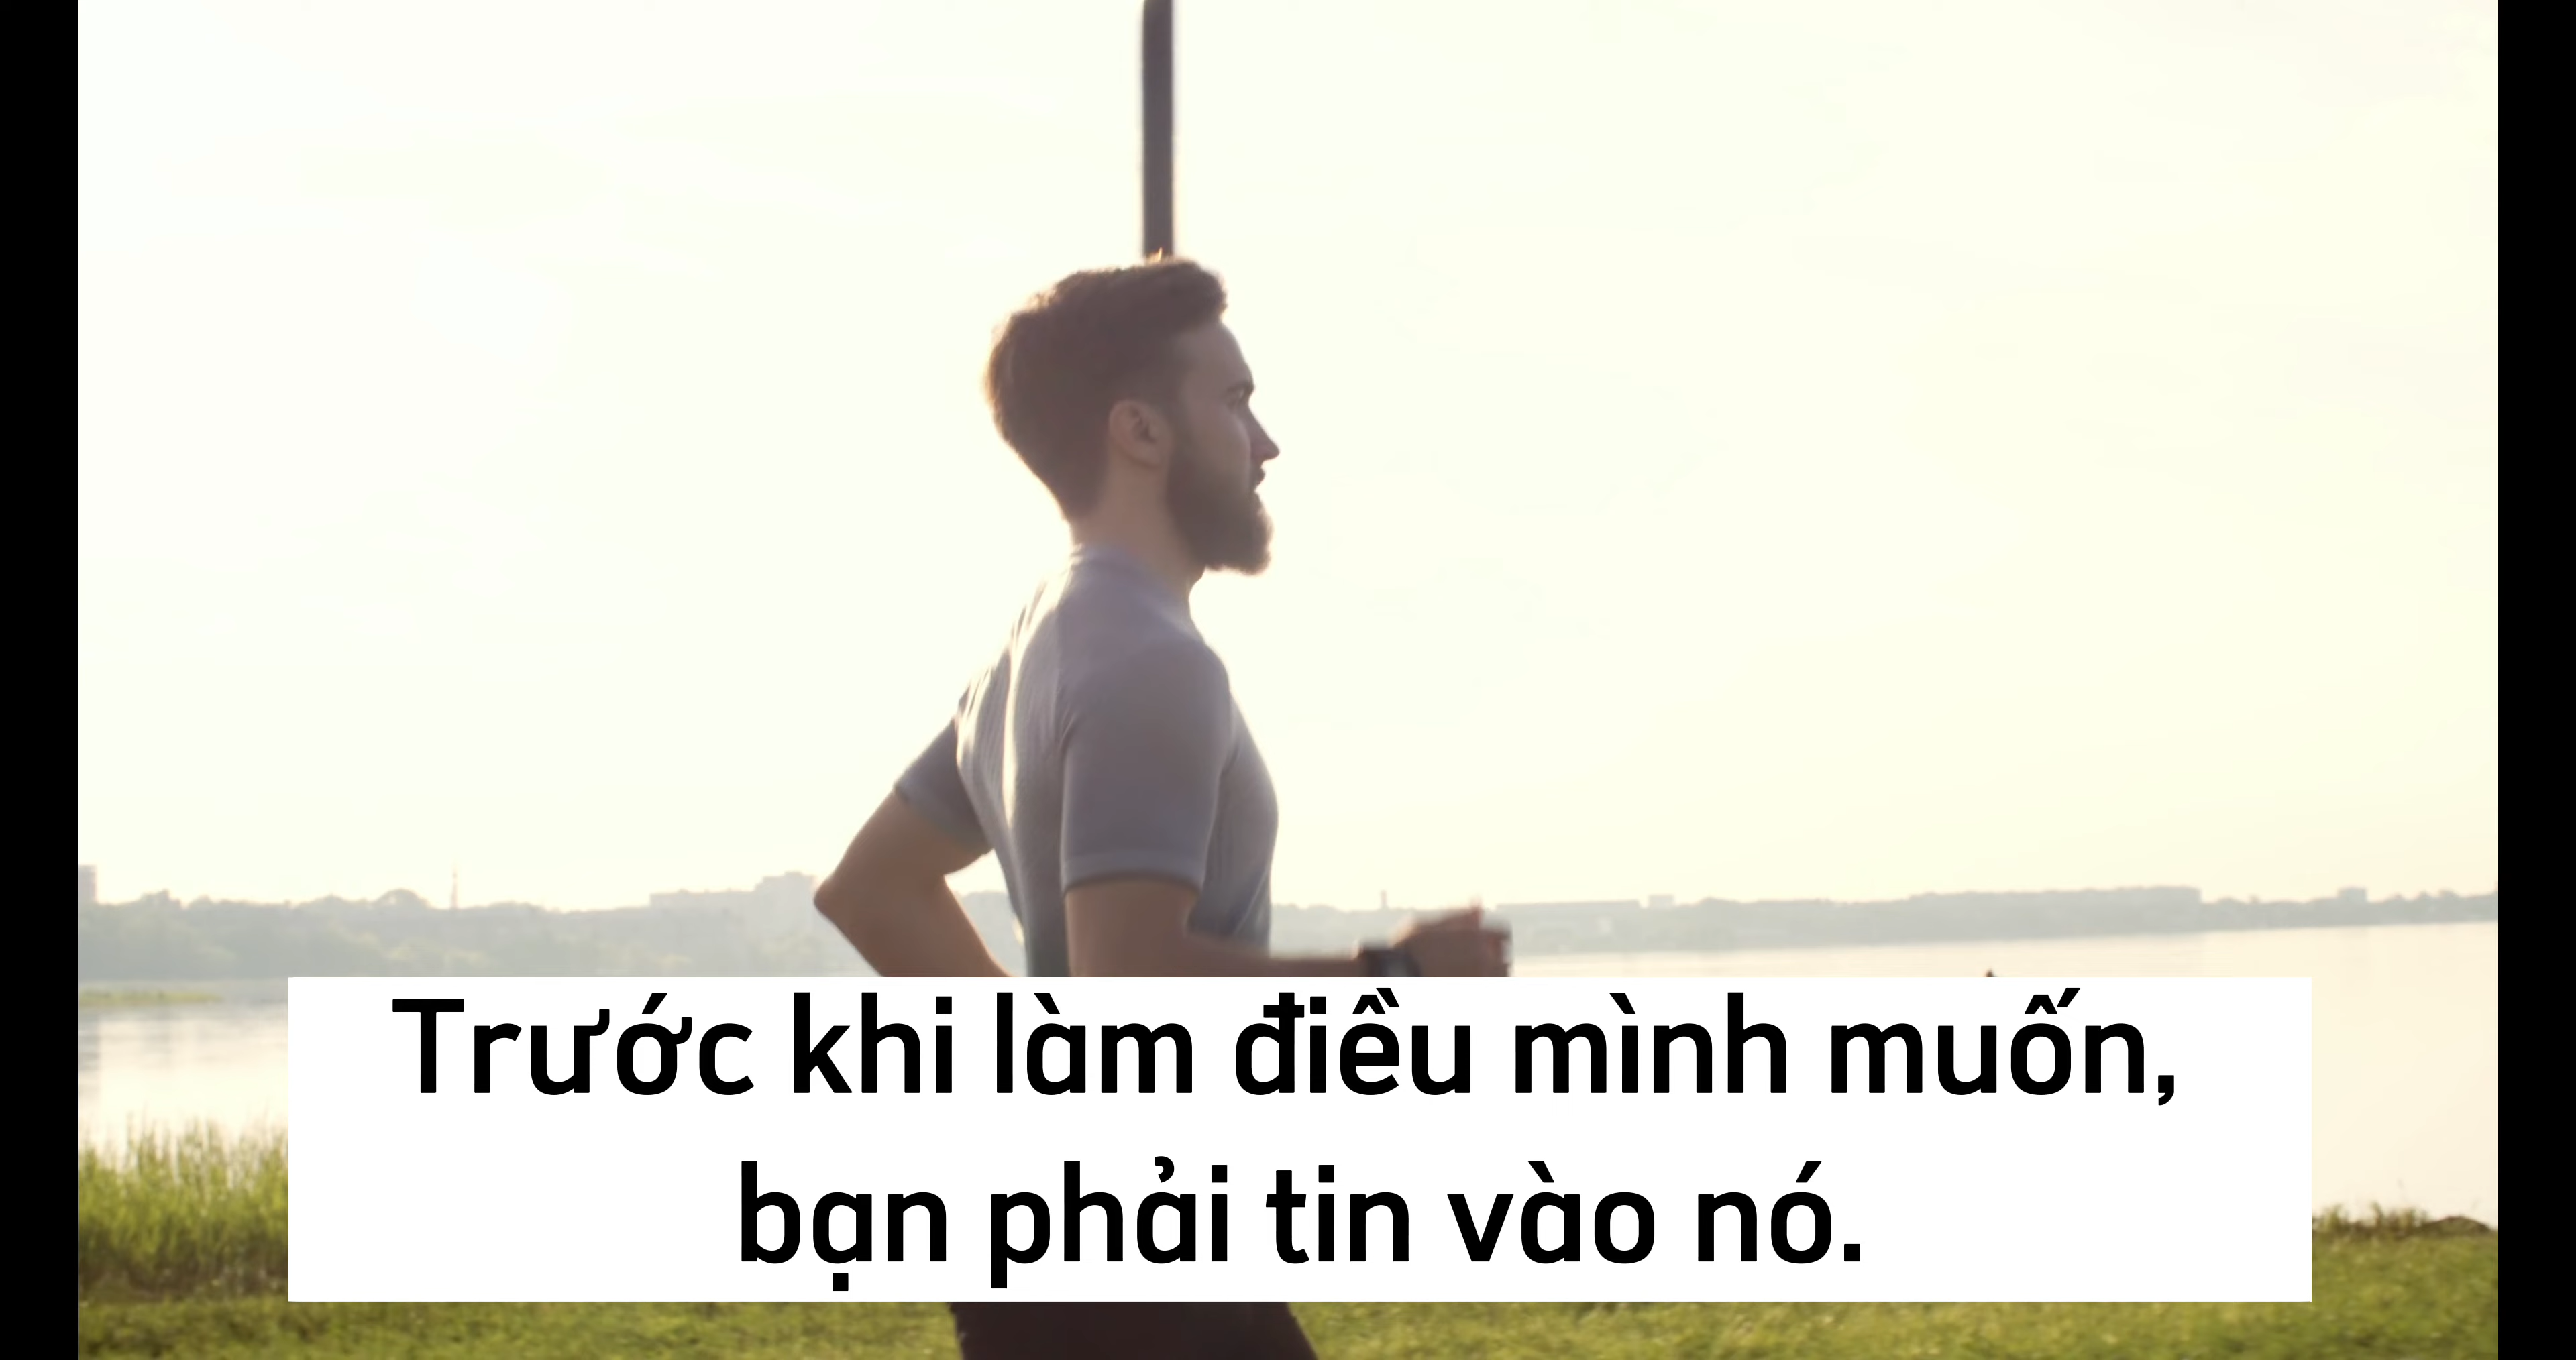 Trước khi làm điều mình muốn,
bạn phải tin vào nó.